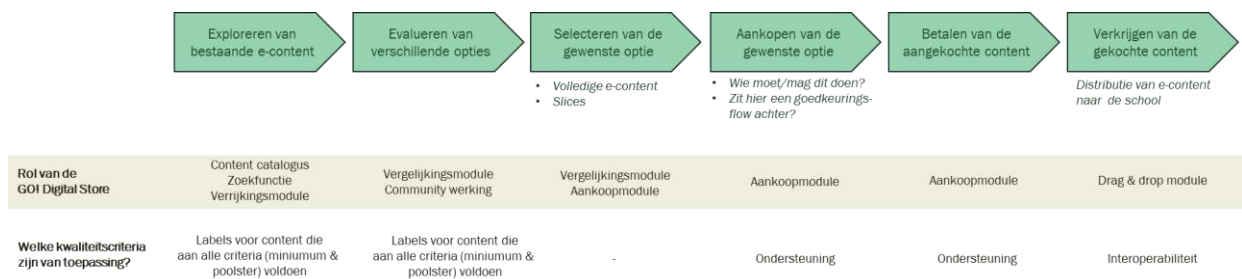 Exploreren van
bestaande e-content
Evalueren van
verschillende opties
Selecteren van de
gewenste optie
Aankopen van de
gewenste optie
Betalen van de
aangekochte content
Verkrijgen van de
gekochte content
• Volledige e-content
• Slices
• Wie moet/mag dit doen?
• Zit hier een goedkeurings-
flow achter?
Distributie van e-content
naar de school
Rol van de
GO! Digital Store
Content catalogus
Zoekfunctie
Verrijkingsmodule
Vergelijkingsmodule
Community werking
Vergelijkingsmodule
Aankoopmodule
Aankoopmodule
Aankoopmodule
Drag & drop module
Welke kwaliteitscriteria
zijn van toepassing?
Labels voor content die
aan alle criteria (miniumum &
poolster) voldoen
Labels voor content die
aan alle criteria (miniumum &
poolster) voldoen
-
Ondersteuning
Ondersteuning
Interoperabiliteit